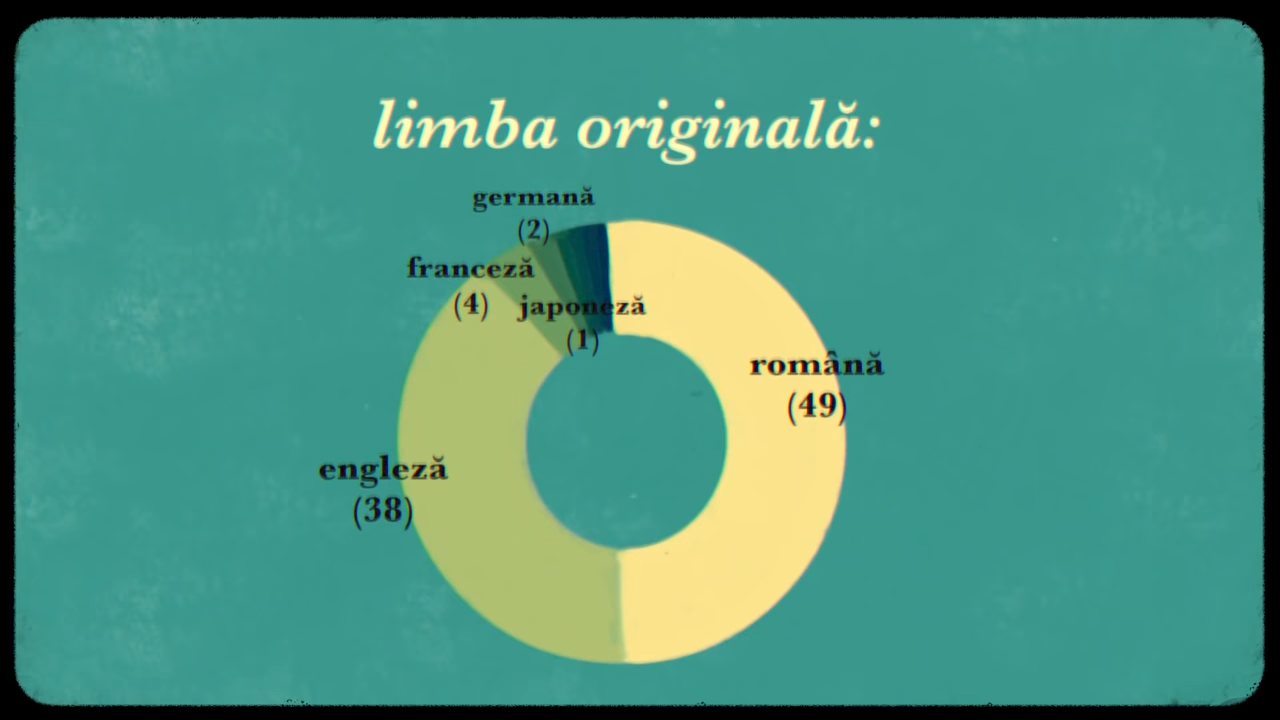 limba originală:
germană
(2)
franceză
(4)
japoneză
(1)
română
(49)
engleză
(38)